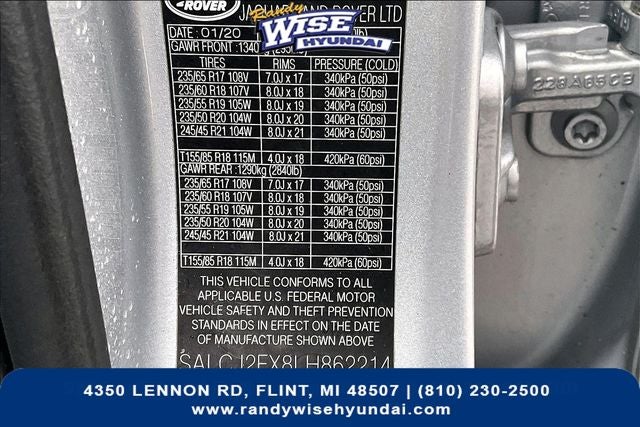 ROVER
JAGUAR LAND ROVER LTD
Randy
WISE
HYUNDAI
DATE: 01/20
GAWR FRONT: 1340
TIRES RIMS PRESSURE (COLD)
235/65 R17 108V 7.0J x 17 340kPa (50psi)
235/60 R18 107V 8.0J x 18 340kPa (50psi)
235/55 R19 105W 8.0J x 19 340kPa (50psi)
235/50 R20 104W 8.0J x 20 340kPa (50psi)
245/45 R21 104W 8.0J x 21 340kPa (50psi)
T155/85 R18 115M 4.0J x 18 420kPa (60psi)
GAWR REAR: 1290kg (2840lb)
235/65 R17 108V 7.0J x 17 340kPa (50psi)
235/60 R18 107V 8.0J x 18 340kPa (50psi)
235/55 R19 105W 8.0J x 19 340kPa (50psi)
235/50 R20 104W 8.0J x 20 340kPa (50psi)
245/45 R21 104W 8.0J x 21 340kPa (50psi)
T155/85 R18 115M 4.0J x 18 420kPa (60psi)
THIS VEHICLE CONFORMS TO ALL
APPLICABLE U.S. FEDERAL MOTOR
VEHICLE SAFETY AND THEFT PREVENTION
STANDARDS IN EFFECT ON THE DATE
OF MANUFACTURE SHOWN ABOVE
SALCJ2FX8LH862214
4350 LENNON RD, FLINT, MI 48507 | (810) 230-2500
www.randywisehyundai.com